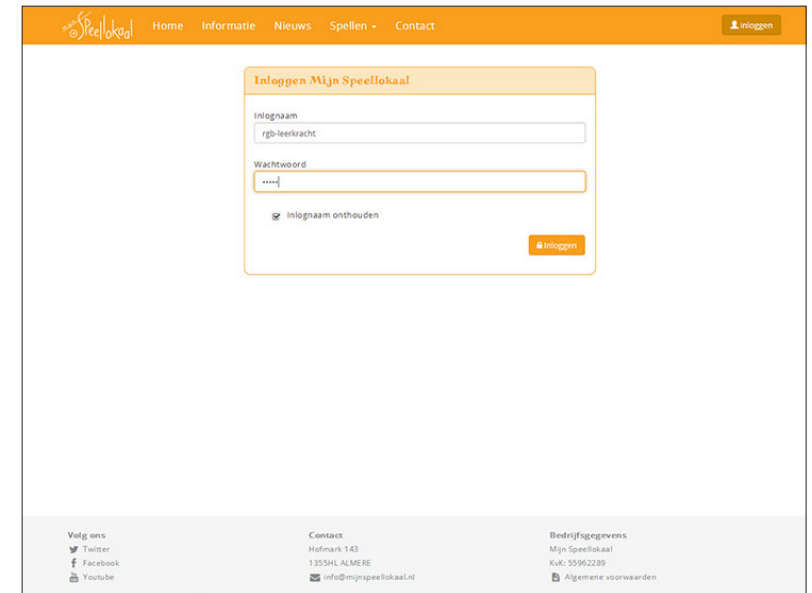 mijn Speellokaal Home Informatie Nieuws Spellen Contact inloggen
Inloggen Mijn Speellokaal
Inlognaam
rgb-leerkracht
Wachtwoord
•••••
Inlognaam onthouden
Inloggen
Volg ons
Twitter
Facebook
Youtube
Contact
Hofmark 143
1355HL ALMERE
info@mijnspeellokaal.nl
Bedrijfsgegevens
Mijn Speellokaal
KvK: 55962289
Algemene voorwaarden